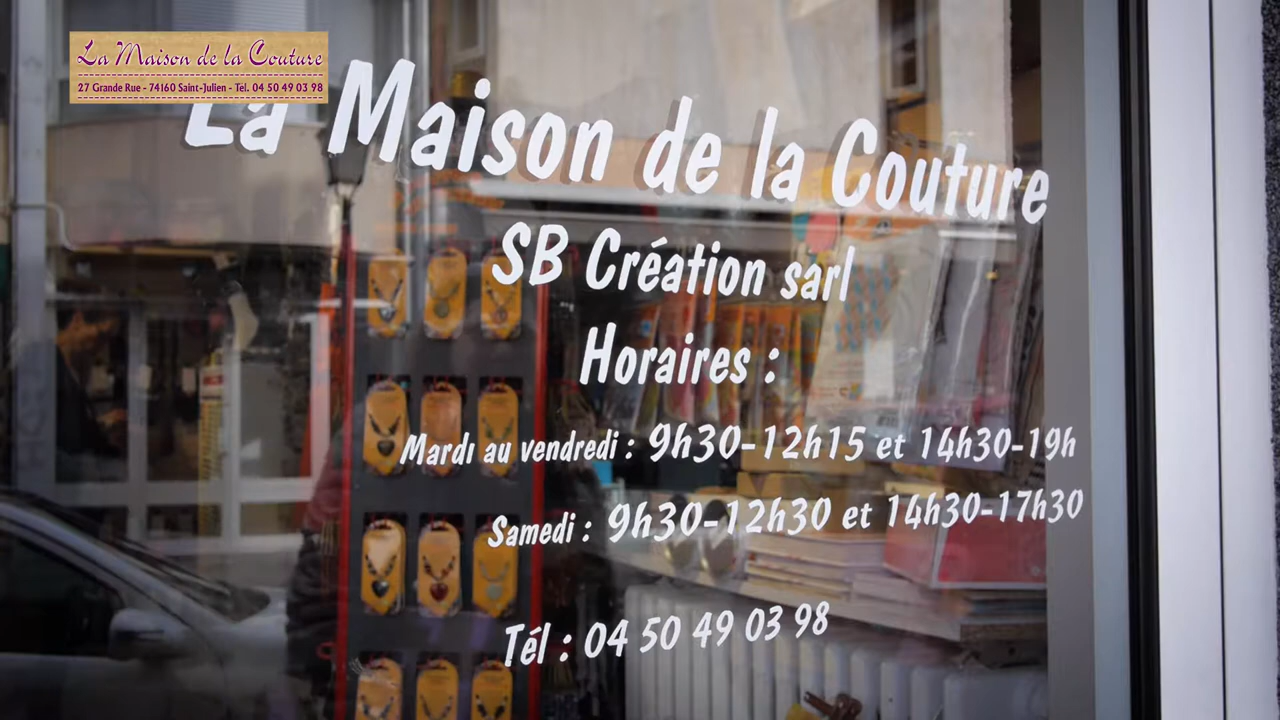 La Maison de la Couture
27 Grande Rue - 74160 Saint-Julien - Tél. 04 50 49 03 98
La Maison de la Couture
SB Création sarl
Horaires :
Mardi au vendredi : 9h30-12h15 et 14h30-19h
Samedi : 9h30-12h30 et 14h30-17h30
Tél : 04 50 49 03 98